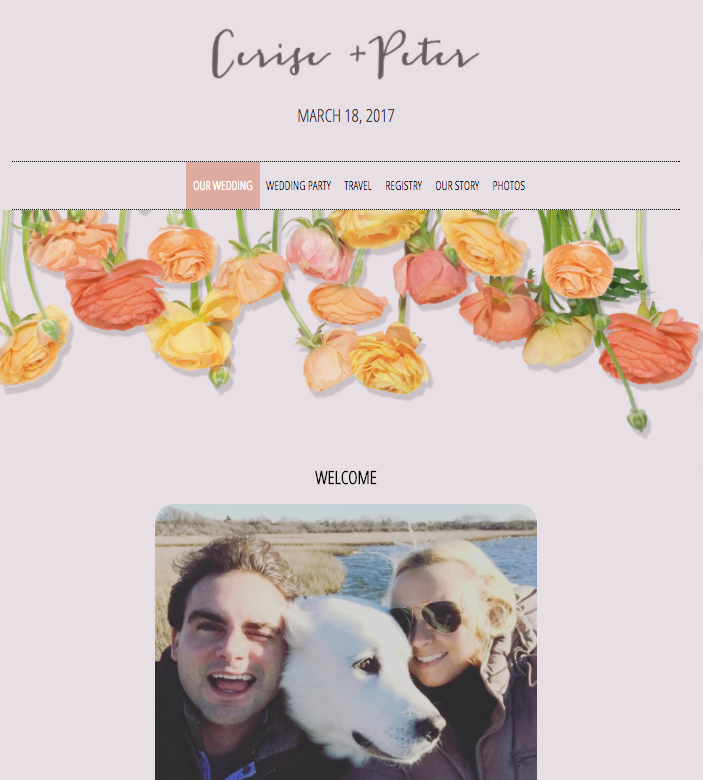 Cerise + Peter
MARCH 18, 2017
OUR WEDDING WEDDING PARTY TRAVEL REGISTRY OUR STORY PHOTOS
WELCOME